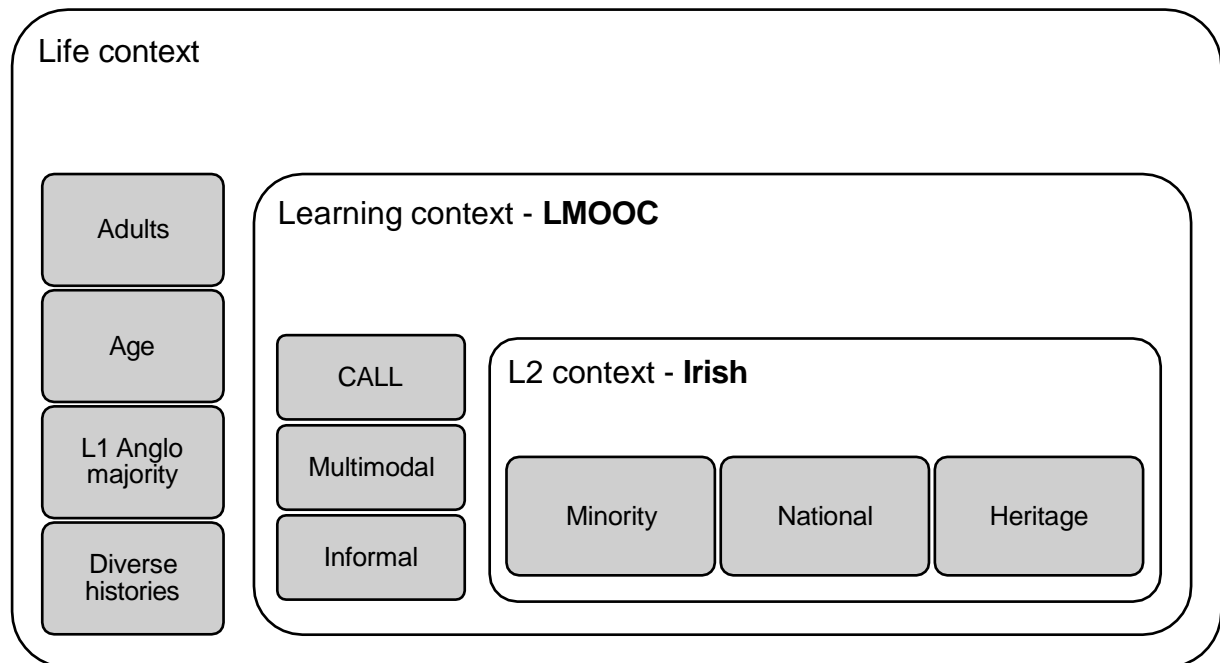 Life context
Adults
Age
L1 Anglo
majority
Diverse
histories
Learning context - LMOOC
CALL
Multimodal
Informal
L2 context - Irish
Minority
National
Heritage